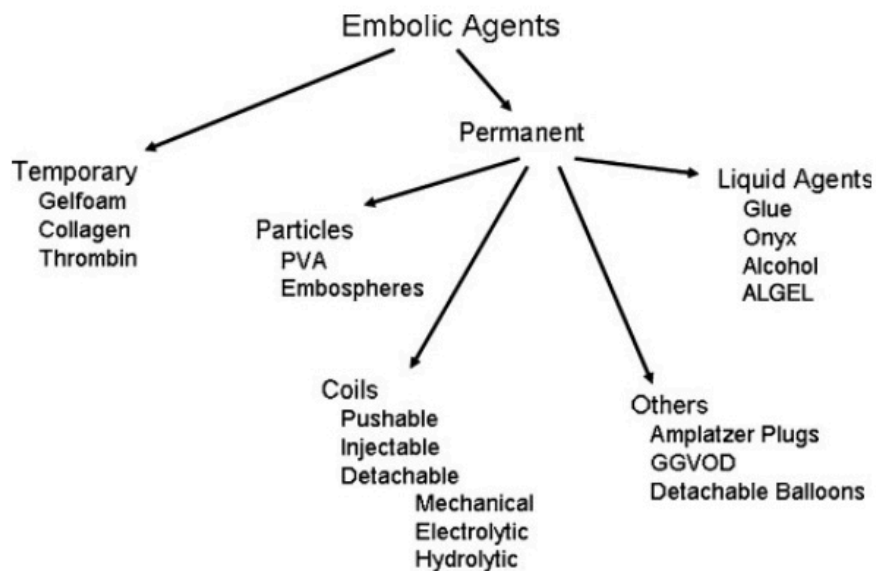 Embolic Agents
Permanent
Temporary
Gelfoam
Collagen
Thrombin
Particles
PVA
Embospheres
Liquid Agents
Glue
Onyx
Alcohol
ALGEL
Coils
Pushable
Injectable
Detachable
Mechanical
Electrolytic
Hydrolytic
Others
Amplatzer Plugs
GGVOD
Detachable Balloons